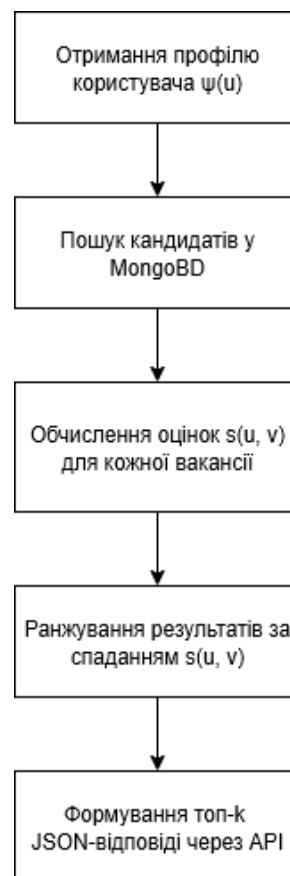 Отримання профілю
користувача ψ(u)
Пошук кандидатів у
MongoBD
Обчислення оцінок s(u, v)
для кожної вакансії
Ранжування результатів за
спаданням s(u, v)
Формування топ-k
JSON-відповіді через API